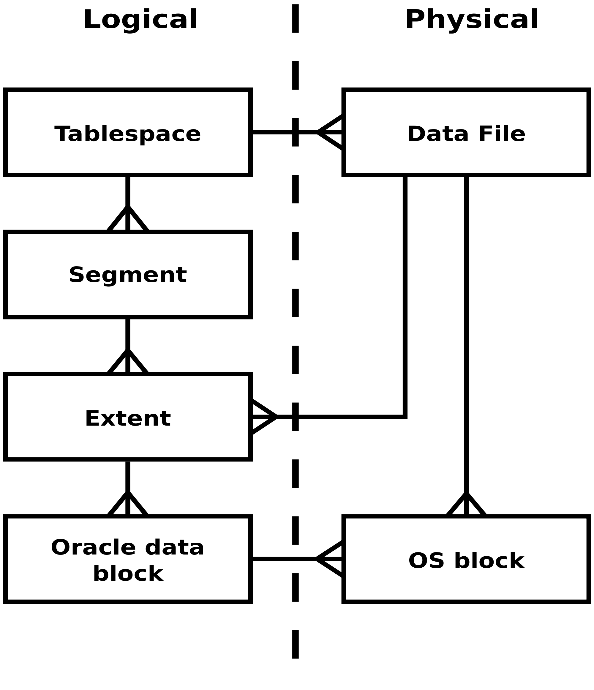 Logical
Physical
Tablespace
Data File
Segment
Extent
Oracle data
block
OS block